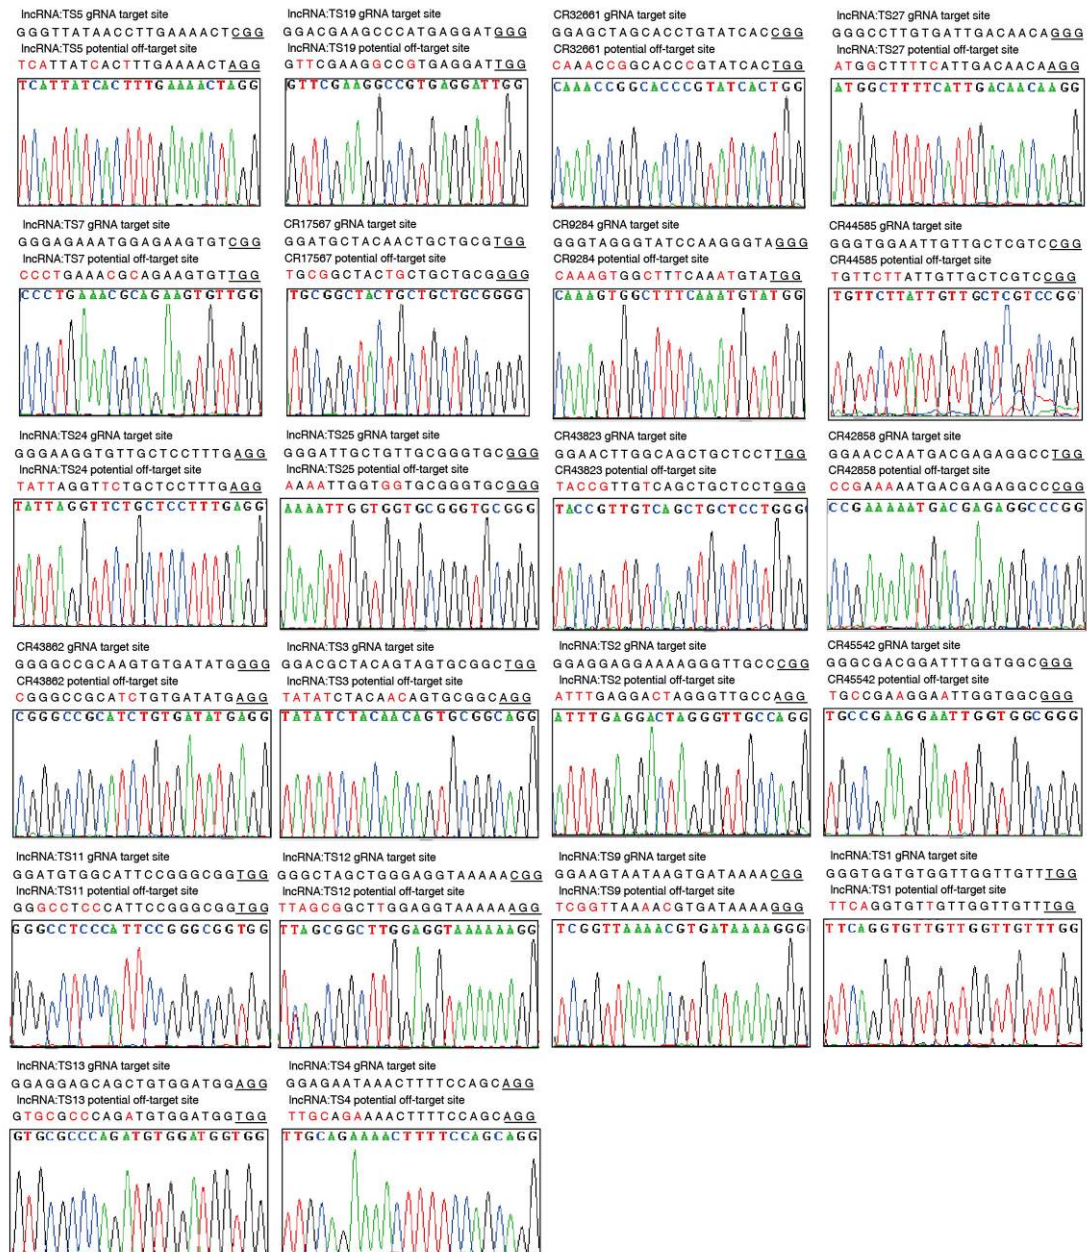 lncRNA:TS5 gRNA target site
GGGTTATAACCTTGAAAACTCGG
lncRNA:TS5 potential off-target site
TCATTATCACTTTGAAAACTAGG
TCATTATCACTTTGAAAACTAGG
lncRNA:TS19 gRNA target site
GGACGAAGCCCATGAGGATGGG
lncRNA:TS19 potential off-target site
GTTCGAAGGCCGTGAGGATTGG
GTTCGAAGGCCGTGAGGATTGG
CR32661 gRNA target site
GGAGCTAGCACCTGTATCACCGG
CR32661 potential off-target site
CAAACCGGCACCCGTATCACTGG
CAAACCGGCACCCGTATCACTGG
lncRNA:TS27 gRNA target site
GGGCCTTGTGATTGACAACAGGG
lncRNA:TS27 potential off-target site
ATGGCTTTTCATTGACAACAAGG
ATGGCTTTTCATTGACAACAAGG
lncRNA:TS7 gRNA target site
GGGAGAAATGGAGAAGTGTCGG
lncRNA:TS7 potential off-target site
CCCTGAAACGCAGAAGTGTTGG
CCCTGAAACGCAGAAGTGTTGG
CR17567 gRNA target site
GGATGCTACAACTGCTGCGTGG
CR17567 potential off-target site
TGCGGCTACTGCTGCTGCGGGG
TGCGGCTACTGCTGCTGCGGGG
CR9284 gRNA target site
GGGTAGGGTATCCAAGGGTAGGG
CR9284 potential off-target site
CAAAGTGGCTTTCAAATGTATGG
CAAAGTGGCTTTCAAATGTATGG
CR44585 gRNA target site
GGGTGGAATTGTTGCTCGTCCGG
CR44585 potential off-target site
TGTTCTTATTGTTGCTCGTCCGG
TGTTCTTATTGTTGCTCGTCCGG
lncRNA:TS24 gRNA target site
GGGAAGGTGTTGCTCCTTTGAGG
lncRNA:TS24 potential off-target site
TATTAGGTTCTGCTCCTTTGAGG
TATTAGGTTCTGCTCCTTTGAGG
lncRNA:TS25 gRNA target site
GGGATTGCTGTTGCGGGTGCGGG
lncRNA:TS25 potential off-target site
AAAATTGGTGGTGCGGGTGCGGG
AAAATTGGTGGTGCGGGTGCGGG
CR43823 gRNA target site
GGAACTTGGCAGCTGCTCCTTGG
CR43823 potential off-target site
TACCGTTGTCAGCTGCTCCTGGG
TACCGTTGTCAGCTGCTCCTGGG
CR42858 gRNA target site
GGAACCAATGACGAGAGGCCTGG
CR42858 potential off-target site
CCGAAAAATGACGAGAGGCCCGG
CCGAAAAATGACGAGAGGCCCGG
CR43862 gRNA target site
GGGGCCGCAAGTGTGATATGGGG
CR43862 potential off-target site
CGGGCCGCATCTGTGATATGAGG
CGGGCCGCATCTGTGATATGAGG
lncRNA:TS3 gRNA target site
GGACGCTACAGTAGTGCGGCTGG
lncRNA:TS3 potential off-target site
TATATCTACAACAGTGCGGCAGG
TATATCTACAACAGTGCGGCAGG
lncRNA:TS2 gRNA target site
GGAGGAGGAAAAGGGTTGCCCGG
lncRNA:TS2 potential off-target site
ATTTGAGGACTAGGGTTGCCAGG
ATTTGAGGACTAGGGTTGCCAGG
CR45542 gRNA target site
GGGCGACGGATTTGGTGGCGGG
CR45542 potential off-target site
TGCCGAAGGAATTGGTGGCGGG
TGCCGAAGGAATTGGTGGCGGG
lncRNA:TS11 gRNA target site
GGATGTGGCATTCCGGGCGGTGG
lncRNA:TS11 potential off-target site
GGGCCTCCCATTCCGGGCGGTGG
GGGCCTCCCATTCCGGGCGGTGG
lncRNA:TS12 gRNA target site
GGGCTAGCTGGGAGGTAAAAACGG
lncRNA:TS12 potential off-target site
TTAGCGGCTTGGAGGTAAAAAAGG
TTAGCGGCTTGGAGGTAAAAAAGG
lncRNA:TS9 gRNA target site
GGAAGTAATAAGTGATAAAACGG
lncRNA:TS9 potential off-target site
TCGGTTAAAACGTGATAAAAGGG
TCGGTTAAAACGTGATAAAAGGG
lncRNA:TS1 gRNA target site
GGGTGGTGTGGTTGGTTGTTTGG
lncRNA:TS1 potential off-target site
TTCAGGTGTTGTTGGTTGTTTGG
TTCAGGTGTTGTTGGTTGTTTGG
lncRNA:TS13 gRNA target site
GGAGGAGCAGCTGTGGATGGAGG
lncRNA:TS13 potential off-target site
GTGCGCCCAGATGTGGATGGTGG
GTGCGCCCAGATGTGGATGGTGG
lncRNA:TS4 gRNA target site
GGAGAATAAACTTTTCCAGCAGG
lncRNA:TS4 potential off-target site
TTGCAGAAAACTTTTCCAGCAGG
TTGCAGAAAACTTTTCCAGCAGG